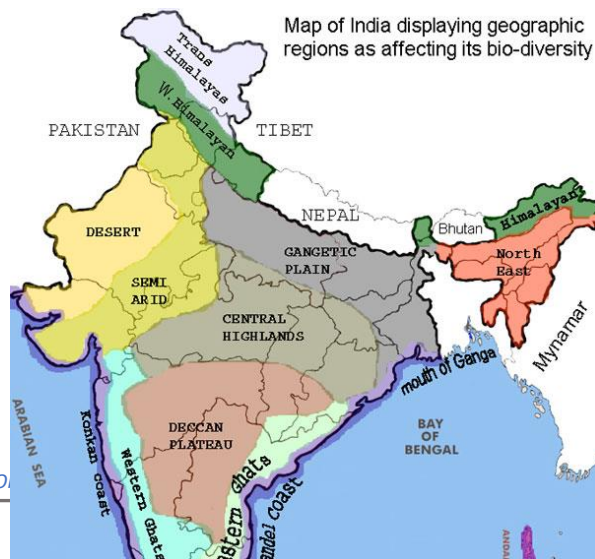 Map of India displaying geographic
regions as affecting its bio-diversity
Trans
Himalayas
W.Himalayan
PAKISTAN
TIBET
NEPAL
Bhutan
Himalayan
DESERT
GANGETIC
PLAIN
North
East
SEMI
ARID
CENTRAL
HIGHLANDS
Mynamar
mouth of Ganga
DECCAN
PLATEAU
ARABIAN SEA
Konkan coast
Western Ghats
BAY
OF
BENGAL
Ghats
coast